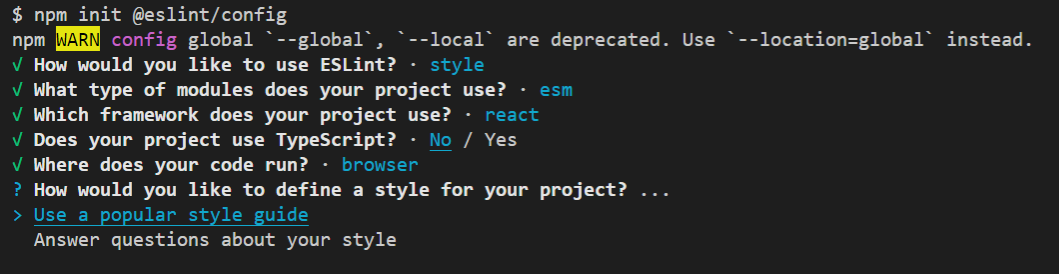 $ npm init @eslint/config
npm WARN config global `--global`, `--local` are deprecated. Use `--location=global` instead.
√ How would you like to use ESLint? · style
√ What type of modules does your project use? · esm
√ Which framework does your project use? · react
√ Does your project use TypeScript? · No / Yes
√ Where does your code run? · browser
? How would you like to define a style for your project? ...
> Use a popular style guide
  Answer questions about your style